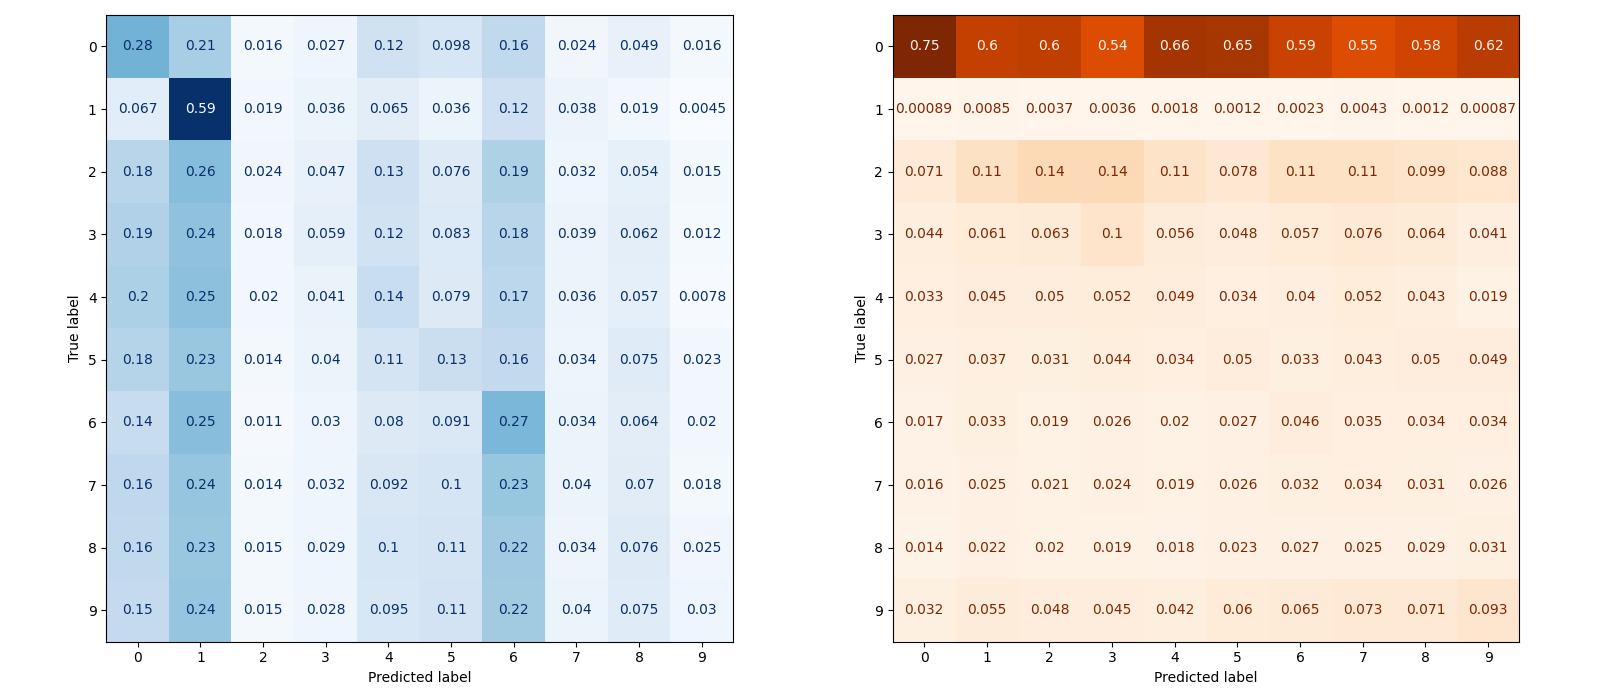 0 0.28 0.21 0.016 0.027 0.12 0.098 0.16 0.024 0.049 0.016
1 0.067 0.59 0.019 0.036 0.065 0.036 0.12 0.038 0.019 0.0045
2 0.18 0.26 0.024 0.047 0.13 0.076 0.19 0.032 0.054 0.015
3 0.19 0.24 0.018 0.059 0.12 0.083 0.18 0.039 0.062 0.012
4 0.2 0.25 0.02 0.041 0.14 0.079 0.17 0.036 0.057 0.0078
True label
5 0.18 0.23 0.014 0.04 0.11 0.13 0.16 0.034 0.075 0.023
6 0.14 0.25 0.011 0.03 0.08 0.091 0.27 0.034 0.064 0.02
7 0.16 0.24 0.014 0.032 0.092 0.1 0.23 0.04 0.07 0.018
8 0.16 0.23 0.015 0.029 0.1 0.11 0.22 0.034 0.076 0.025
9 0.15 0.24 0.015 0.028 0.095 0.11 0.22 0.04 0.075 0.03
0 1 2 3 4 5 6 7 8 9
Predicted label
0 0.75 0.6 0.6 0.54 0.66 0.65 0.59 0.55 0.58 0.62
1 0.00089 0.0085 0.0037 0.0036 0.0018 0.0012 0.0023 0.0043 0.0012 0.00087
2 0.071 0.11 0.14 0.14 0.11 0.078 0.11 0.11 0.099 0.088
3 0.044 0.061 0.063 0.1 0.056 0.048 0.057 0.076 0.064 0.041
4 0.033 0.045 0.05 0.052 0.049 0.034 0.04 0.052 0.043 0.019
True label
5 0.027 0.037 0.031 0.044 0.034 0.05 0.033 0.043 0.05 0.049
6 0.017 0.033 0.019 0.026 0.02 0.027 0.046 0.035 0.034 0.034
7 0.016 0.025 0.021 0.024 0.019 0.026 0.032 0.034 0.031 0.026
8 0.014 0.022 0.02 0.019 0.018 0.023 0.027 0.025 0.029 0.031
9 0.032 0.055 0.048 0.045 0.042 0.06 0.065 0.073 0.071 0.093
0 1 2 3 4 5 6 7 8 9
Predicted label